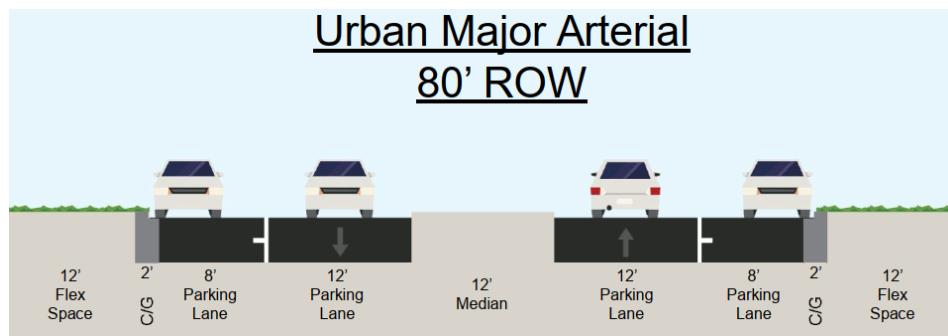 Urban Major Arterial
80’ ROW
12’
Flex
Space
2’
C/G
8’
Parking
Lane
12’
Parking
Lane
12’
Median
12’
Parking
Lane
8’
Parking
Lane
2’
C/G
12’
Flex
Space